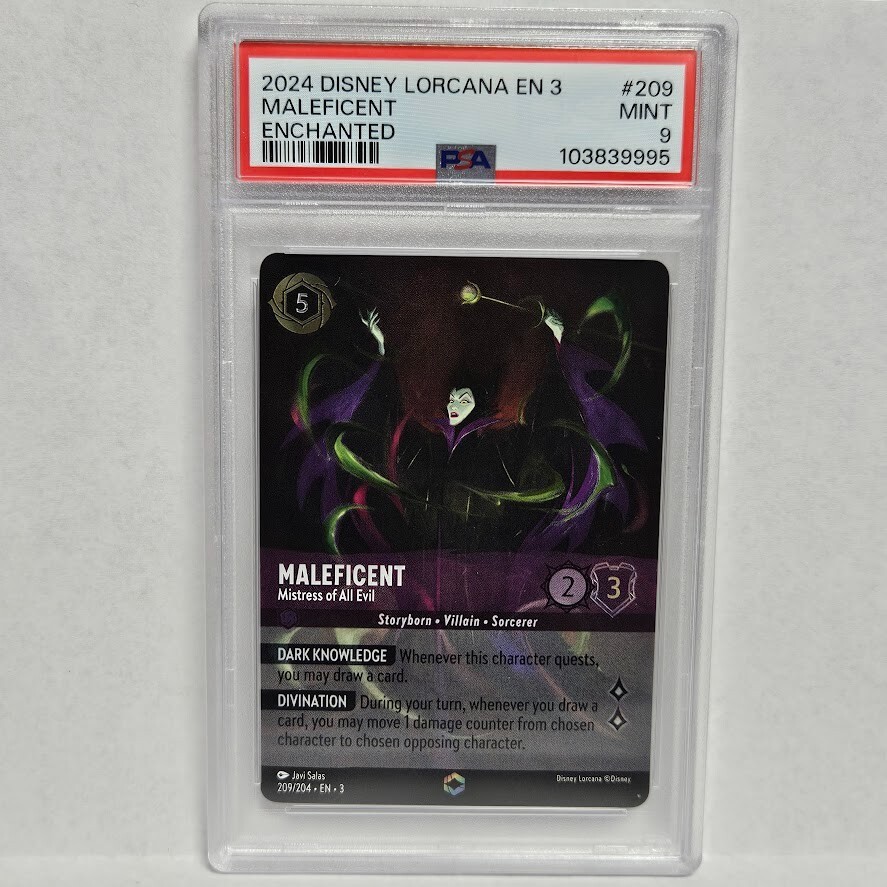 2024 DISNEY LORCANA EN 3 #209
MALEFICENT MINT
ENCHANTED 9
PSA 103839995
5
MALEFICENT
Mistress of All Evil
2 3
Storyborn • Villain • Sorcerer
DARK KNOWLEDGE Whenever this character quests,
you may draw a card.
DIVINATION During your turn, whenever you draw a
card, you may move 1 damage counter from chosen
character to chosen opposing character.
Javi Salas
209/204 • EN • 3
Disney Lorcana ©Disney